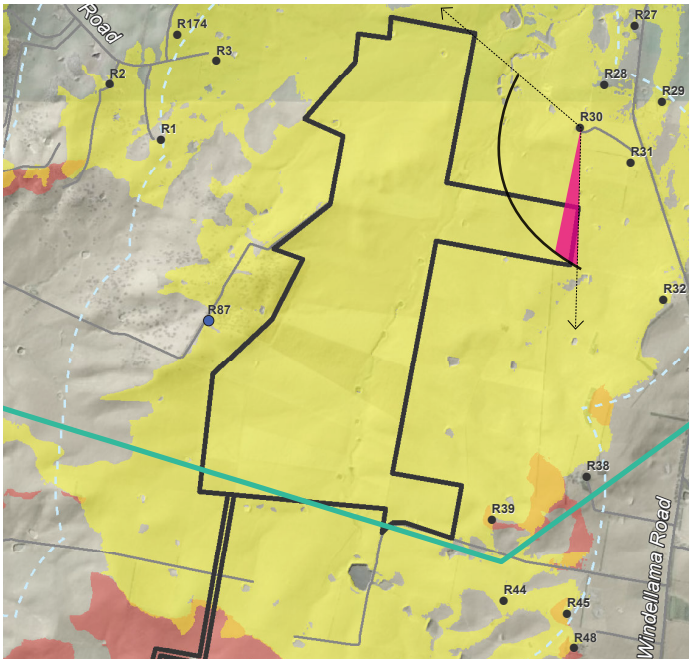 Road
R174
R27
R3
R2
R28
R29
R30
R1
R31
R32
R87
R38
R39
R44
R45
R48
Windellama Road